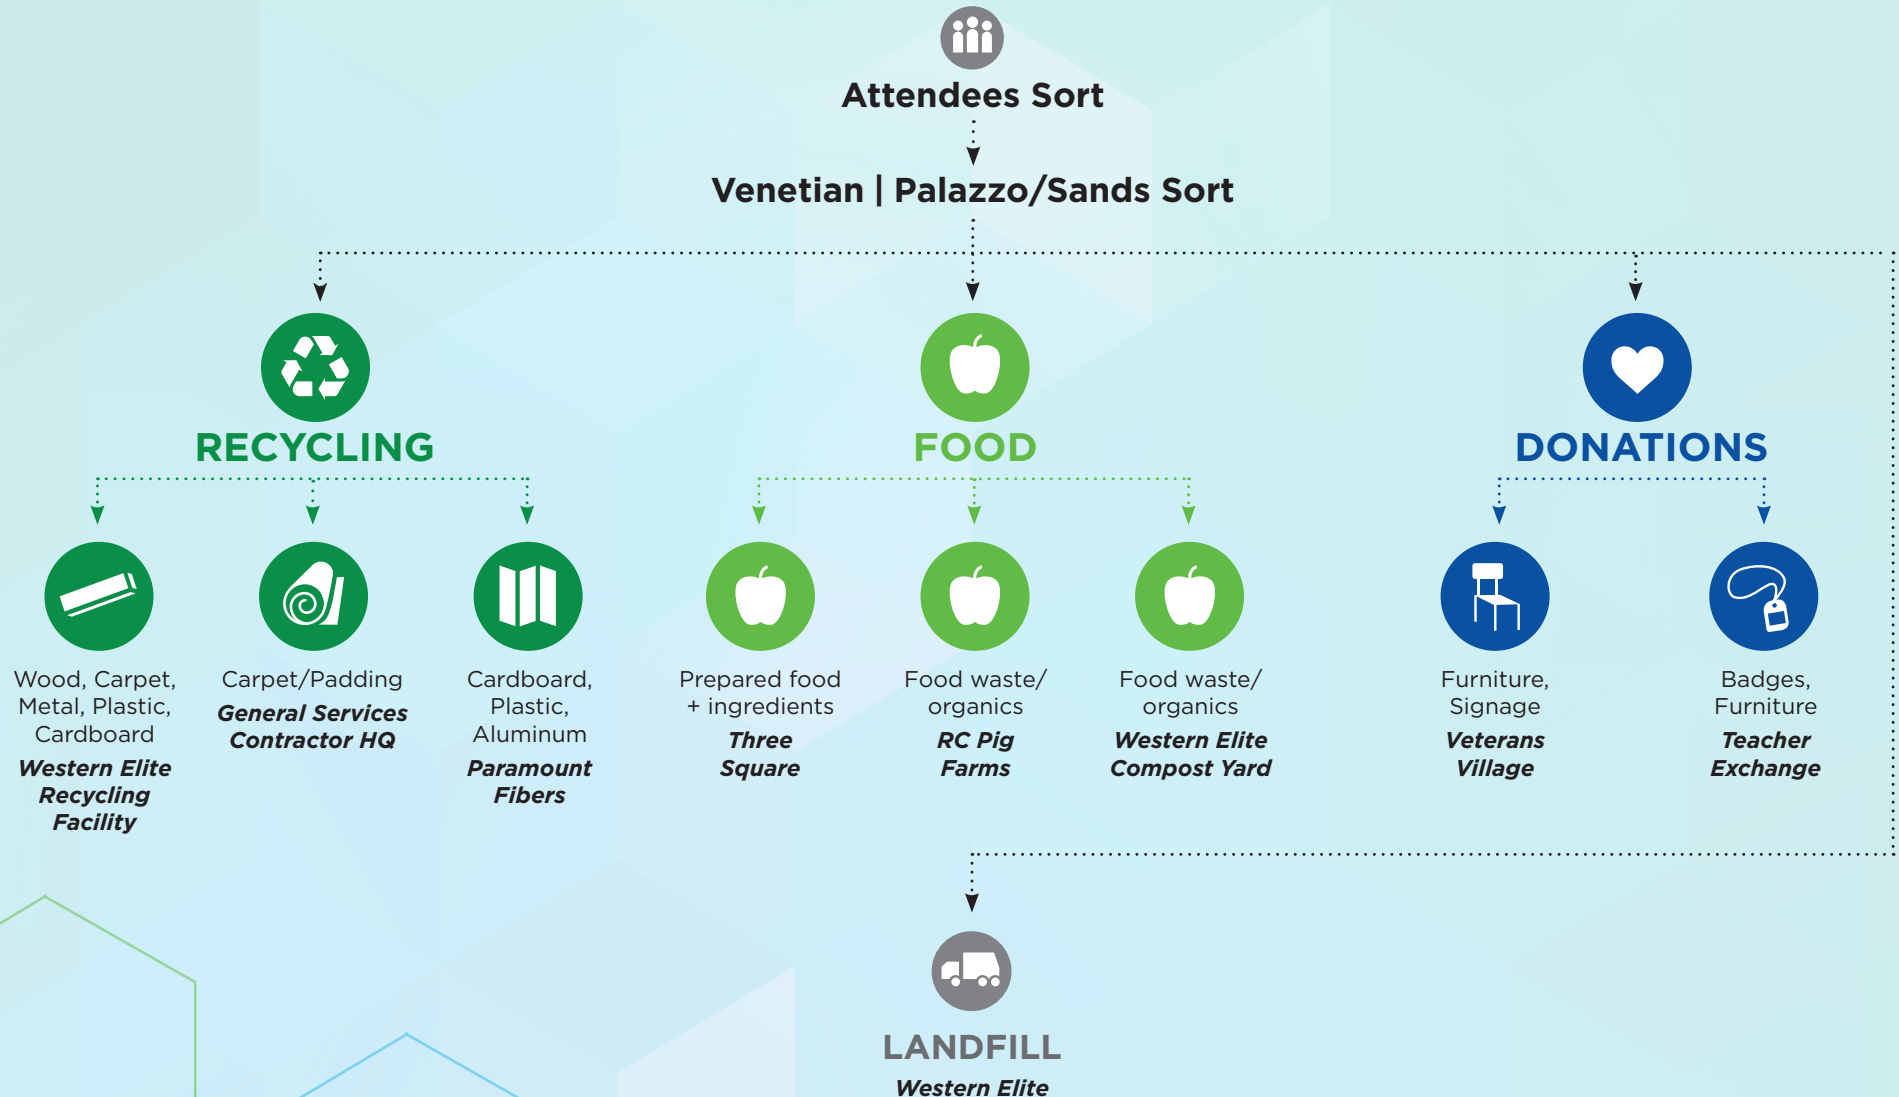 Attendees Sort
Venetian | Palazzo/Sands Sort
RECYCLING
Wood, Carpet,
Metal, Plastic,
Cardboard
Western Elite
Recycling
Facility
Carpet/Padding
General Services
Contractor HQ
Cardboard,
Plastic,
Aluminum
Paramount
Fibers
FOOD
Prepared food
+ ingredients
Three
Square
Food waste/
organics
RC Pig
Farms
Food waste/
organics
Western Elite
Compost Yard
DONATIONS
Furniture,
Signage
Veterans
Village
Badges,
Furniture
Teacher
Exchange
LANDFILL
Western Elite